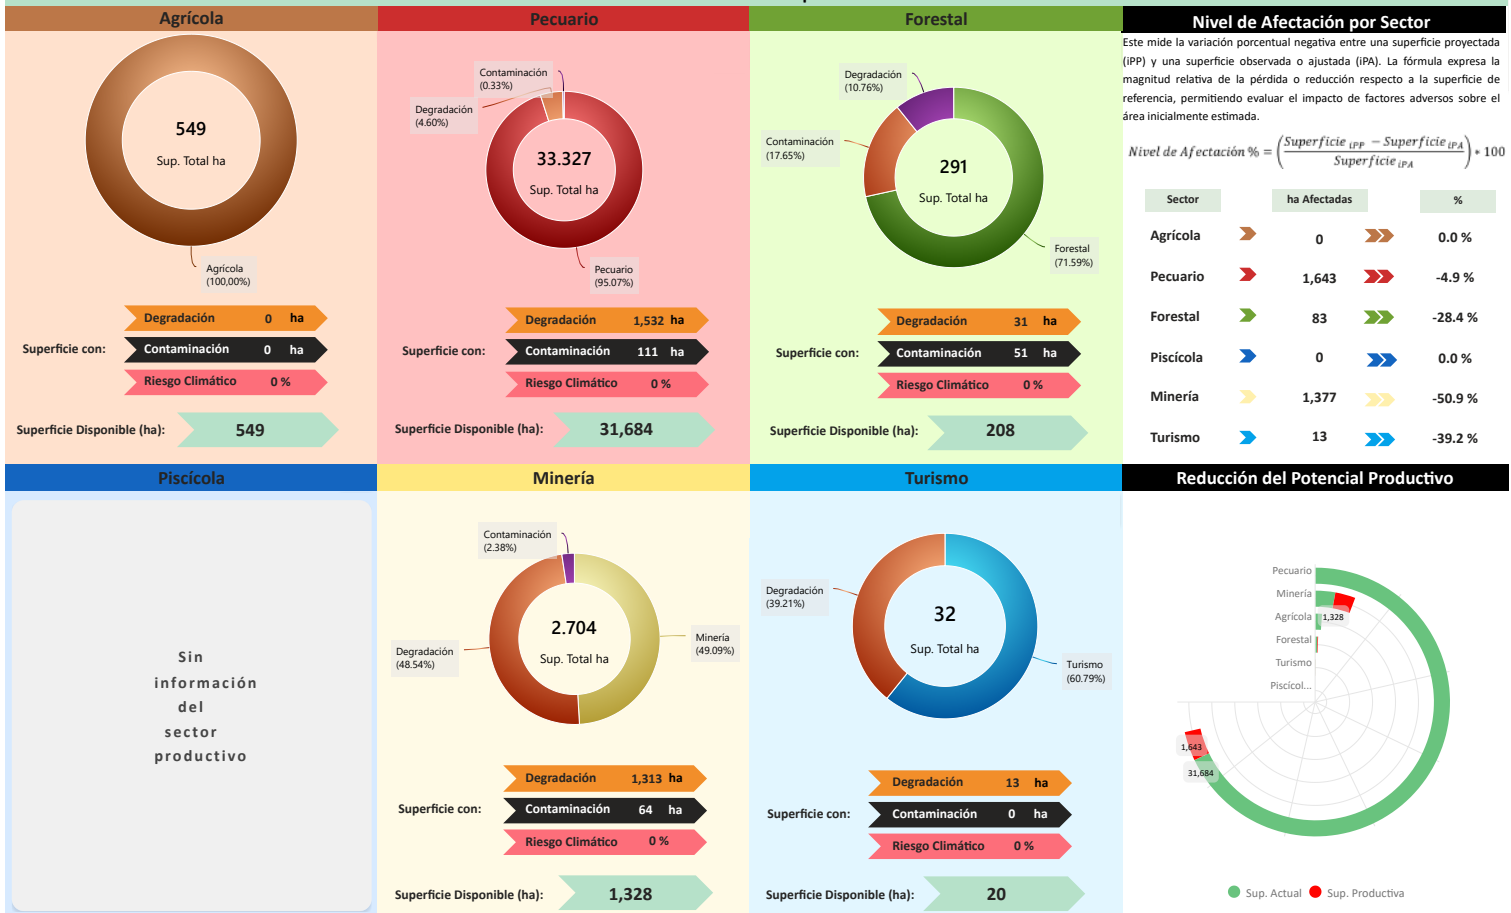 Agrícola
549
Sup. Total ha
Agrícola
(100,00%)
Superficie con:
Degradación 0 ha
Contaminación 0 ha
Riesgo Climático 0 %
Superficie Disponible (ha): 549
Pecuario
Contaminación
(0.33%)
Degradación
(4.60%)
33.327
Sup. Total ha
Pecuario
(95.07%)
Superficie con:
Degradación 1,532 ha
Contaminación 111 ha
Riesgo Climático 0 %
Superficie Disponible (ha): 31,684
Forestal
Degradación
(10.76%)
Contaminación
(17.65%)
291
Sup. Total ha
Forestal
(71.59%)
Superficie con:
Degradación 31 ha
Contaminación 51 ha
Riesgo Climático 0 %
Superficie Disponible (ha): 208
Nivel de Afectación por Sector
Este mide la variación porcentual negativa entre una superficie proyectada
(iPP) y una superficie observada o ajustada (iPA). La fórmula expresa la
magnitud relativa de la pérdida o reducción respecto a la superficie de
referencia, permitiendo evaluar el impacto de factores adversos sobre el
área inicialmente estimada.
Nivel de Afectación % = (Superficie iPP − Superficie iPA / Superficie iPA) * 100
Sector ha Afectadas %
Agrícola 0 0.0 %
Pecuario 1,643 -4.9 %
Forestal 83 -28.4 %
Piscícola 0 0.0 %
Minería 1,377 -50.9 %
Turismo 13 -39.2 %
Piscícola
Sin
información
del
sector
productivo
Minería
Contaminación
(2.38%)
2.704
Sup. Total ha
Degradación
(48.54%)
Minería
(49.09%)
Superficie con:
Degradación 1,313 ha
Contaminación 64 ha
Riesgo Climático 0 %
Superficie Disponible (ha): 1,328
Turismo
Degradación
(39.21%)
32
Sup. Total ha
Turismo
(60.79%)
Superficie con:
Degradación 13 ha
Contaminación 0 ha
Riesgo Climático 0 %
Superficie Disponible (ha): 20
Reducción del Potencial Productivo
Pecuario
Minería
Agrícola
1,328
Forestal
Turismo
Piscícol...
1,643
31,684
Sup. Actual Sup. Productiva